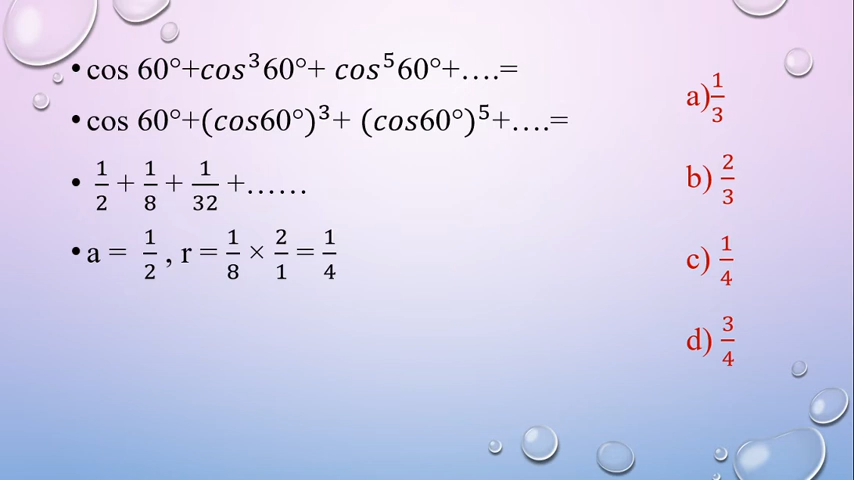 • cos 60°+cos³60°+ cos⁵60°+....=
• cos 60°+(cos60°)³+ (cos60°)⁵+....=
• 1/2 + 1/8 + 1/32 +......
• a = 1/2 , r = 1/8 × 2/1 = 1/4
a) 1/3
b) 2/3
c) 1/4
d) 3/4